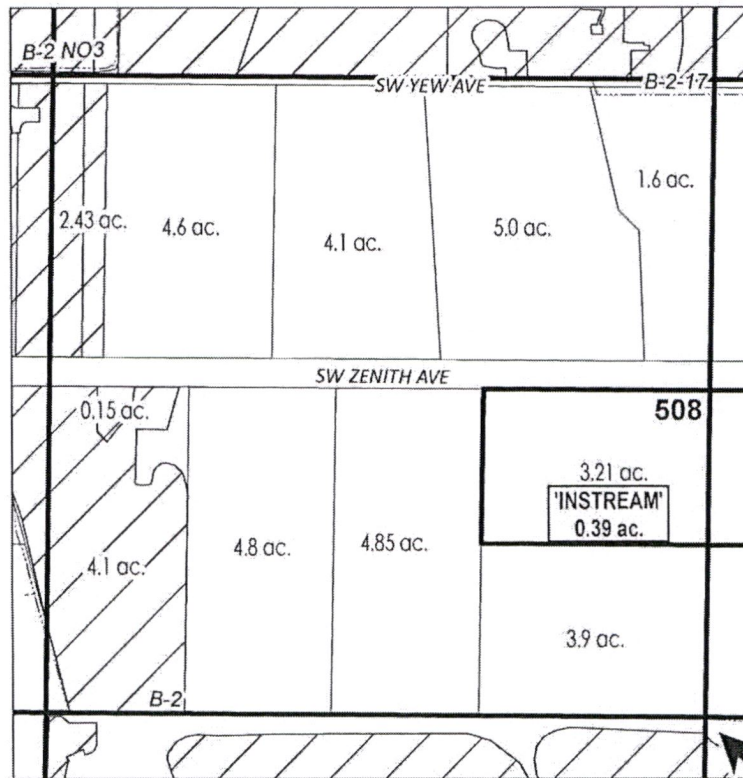 B-2 NO3
SW YEW AVE
B-2-17
2.43 ac.
4.6 ac.
4.1 ac.
5.0 ac.
1.6 ac.
SW ZENITH AVE
0.15 ac.
508
3.21 ac.
'INSTREAM'
0.39 ac.
4.1 ac.
4.8 ac.
4.85 ac.
3.9 ac.
B-2